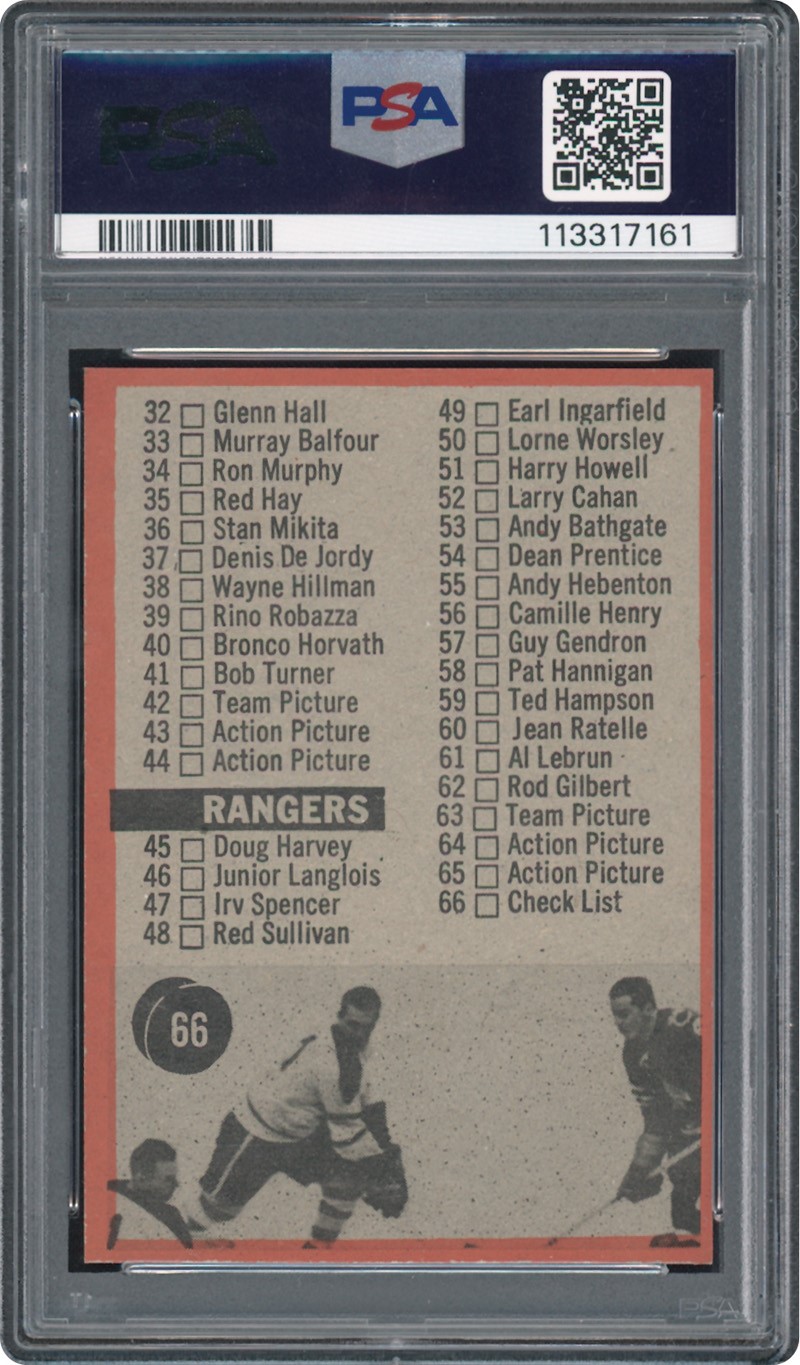 PSA
PSA
113317161
32 Glenn Hall
33 Murray Balfour
34 Ron Murphy
35 Red Hay
36 Stan Mikita
37 Denis De Jordy
38 Wayne Hillman
39 Rino Robazza
40 Bronco Horvath
41 Bob Turner
42 Team Picture
43 Action Picture
44 Action Picture
RANGERS
45 Doug Harvey
46 Junior Langlois
47 Irv Spencer
48 Red Sullivan
49 Earl Ingarfield
50 Lorne Worsley
51 Harry Howell
52 Larry Cahan
53 Andy Bathgate
54 Dean Prentice
55 Andy Hebenton
56 Camille Henry
57 Guy Gendron
58 Pat Hannigan
59 Ted Hampson
60 Jean Ratelle
61 Al Lebrun
62 Rod Gilbert
63 Team Picture
64 Action Picture
65 Action Picture
66 Check List
66
PSA